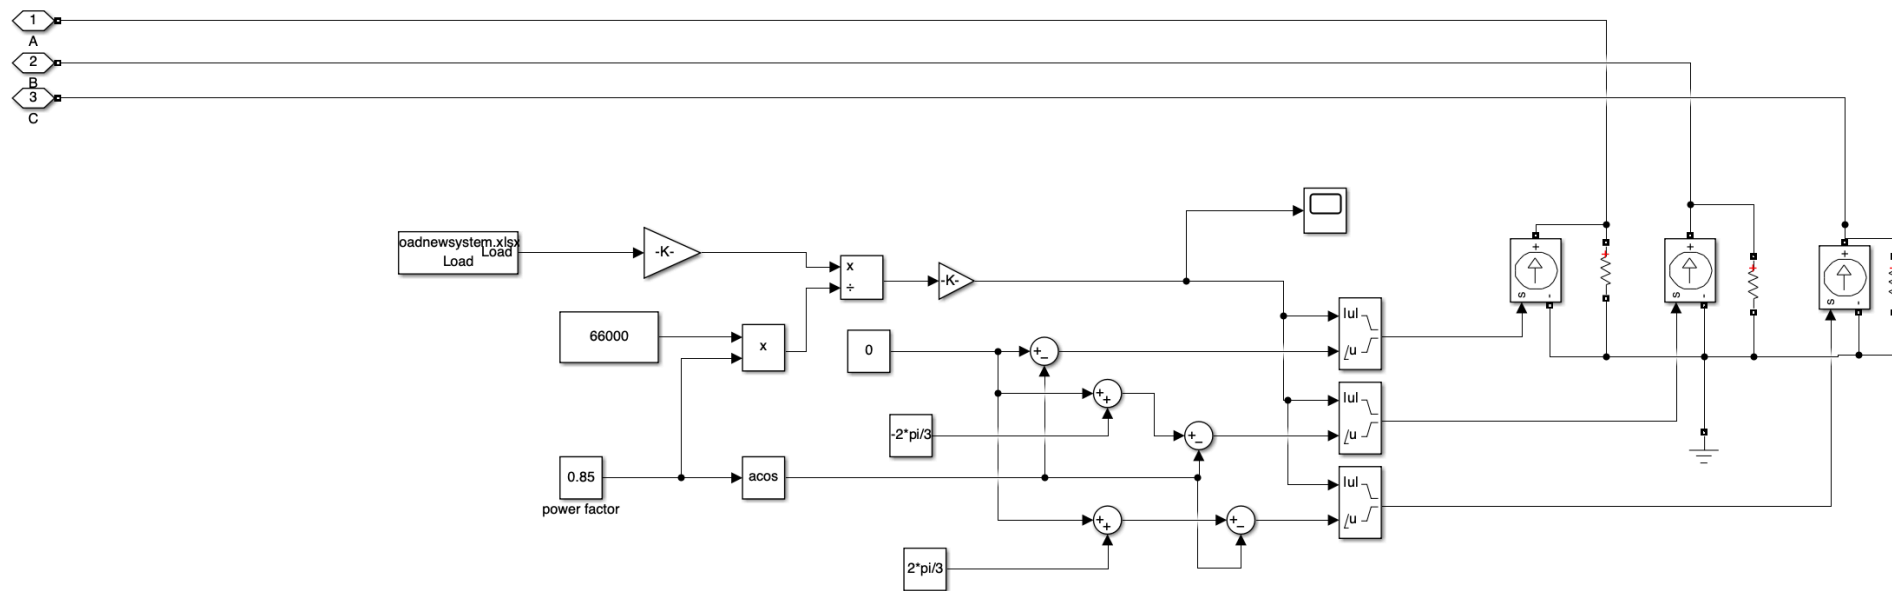 1
A
2
B
3
C
oadnewsystem.xlsx
Load
Load
-K-
x
÷
-K-
66000
x
0
+
-
+
+
-2*pi/3
+
-
0.85
power factor
acos
+
+
+
-
2*pi/3
|u|
/u
|u|
/u
|u|
/u
+
s
-
+
+
s
-
+
+
s
-